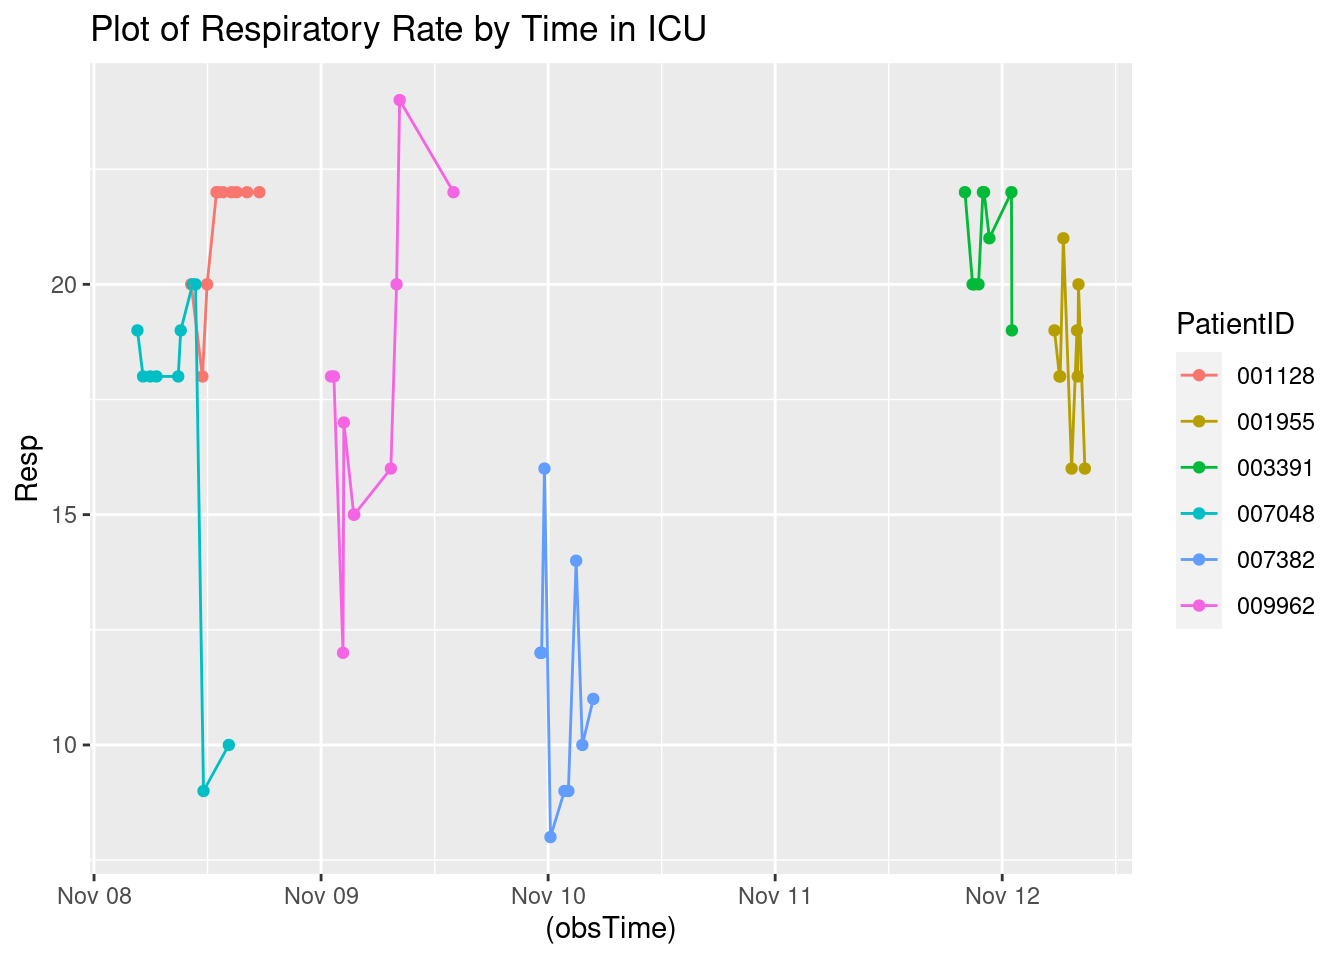 Plot of Respiratory Rate by Time in ICU
Resp
20
15
10
Nov 08
Nov 09
Nov 10
Nov 11
Nov 12
(obsTime)
PatientID
001128
001955
003391
007048
007382
009962